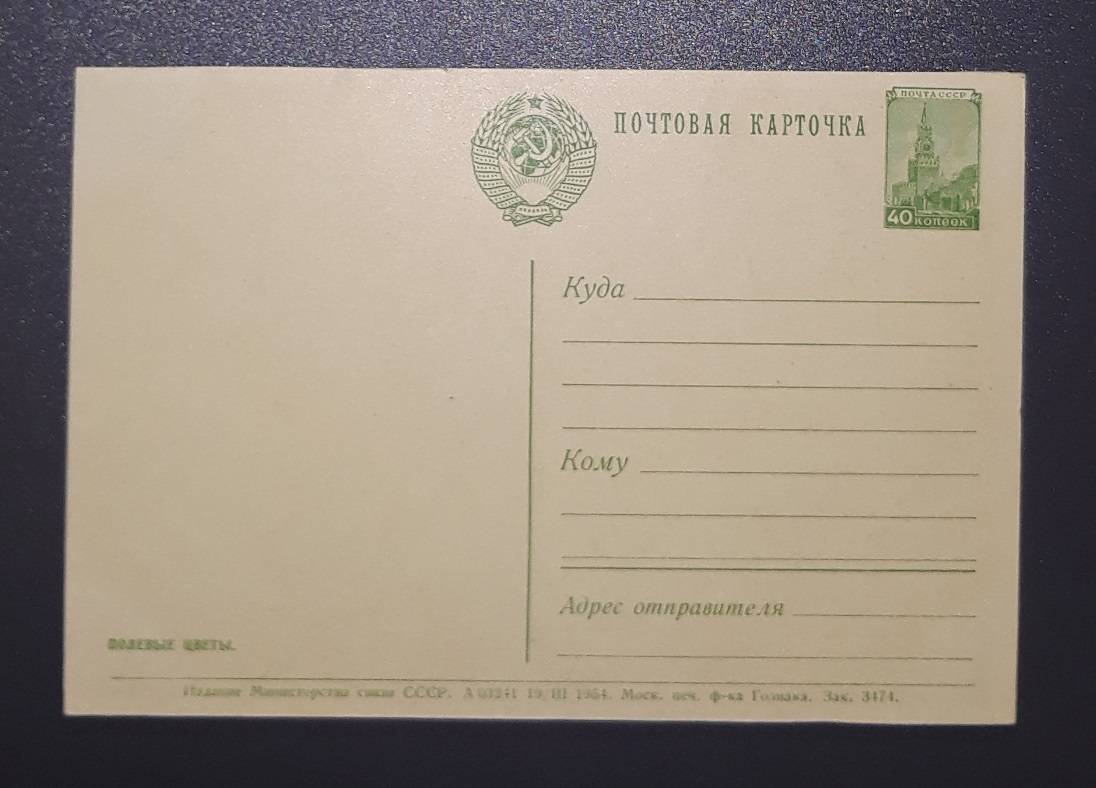 ПОЧТОВАЯ КАРТОЧКА
ПОЧТА СССР
40 КОПЕЕК
Куда
Кому
Адрес отправителя
ПОЛЕВЫЕ ЦВЕТЫ.
Издание Министерства связи СССР. А 03241 19/III 1954. Моск. печ. ф-ка Гознака. Зак. 3474.